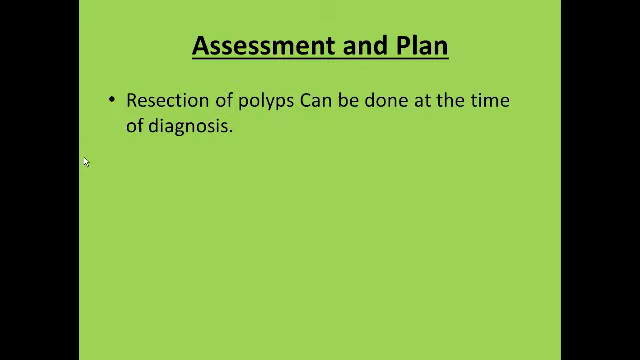 Assessment and Plan
• Resection of polyps Can be done at the time
of diagnosis.